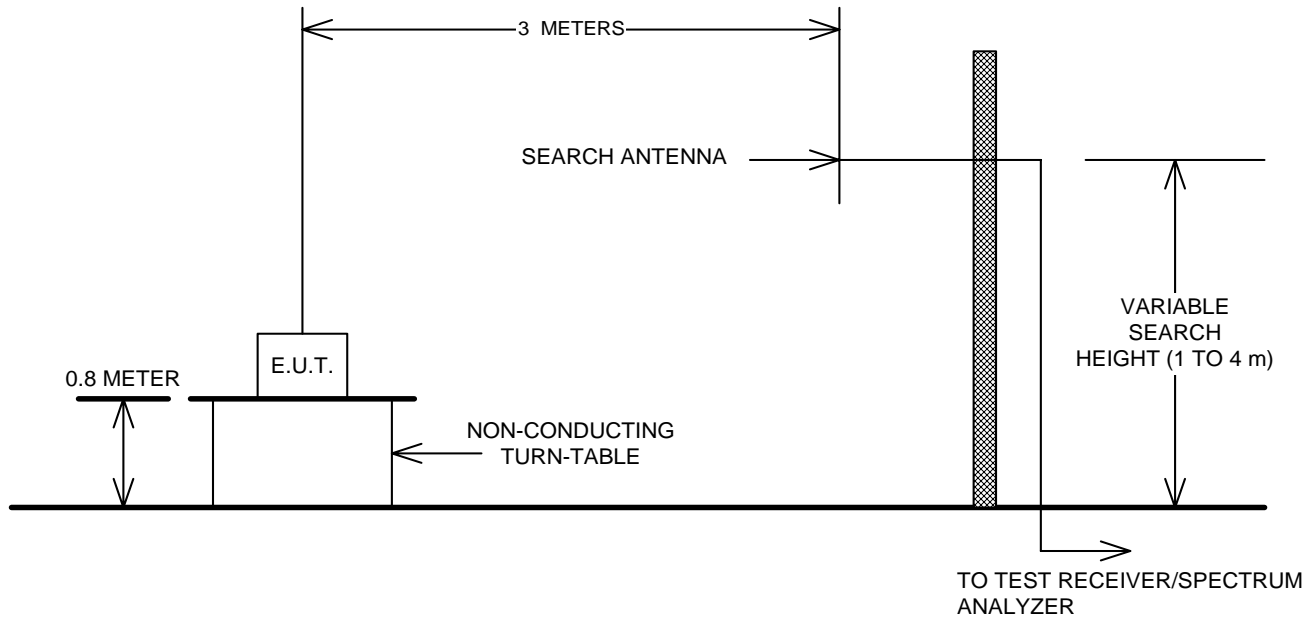 3 METERS
SEARCH ANTENNA
VARIABLE
SEARCH
HEIGHT (1 TO 4 m)
E.U.T.
0.8 METER
NON-CONDUCTING
TURN-TABLE
TO TEST RECEIVER/SPECTRUM
ANALYZER